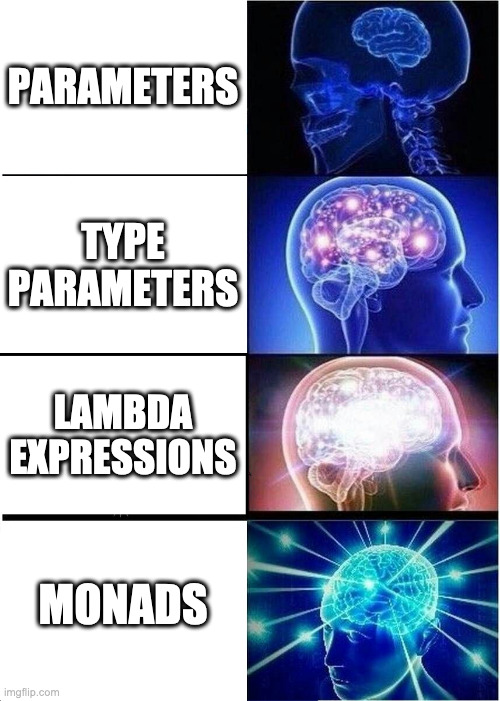 PARAMETERS
TYPE
PARAMETERS
LAMBDA
EXPRESSIONS
MONADS
imgflip.com